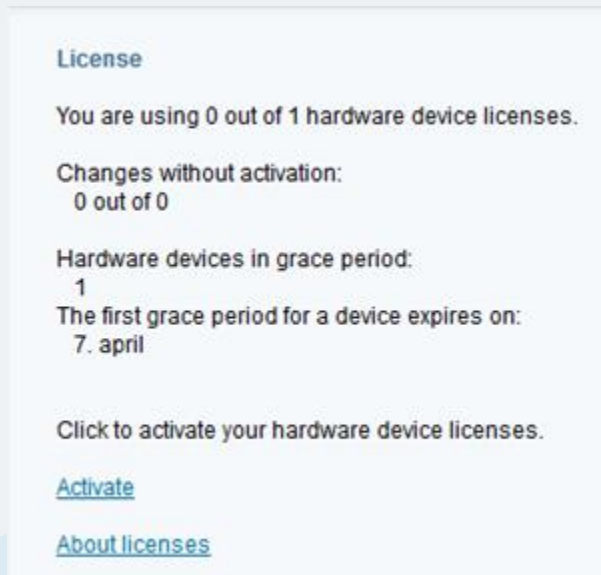 License
You are using 0 out of 1 hardware device licenses.
Changes without activation:
0 out of 0
Hardware devices in grace period:
1
The first grace period for a device expires on:
7. april
Click to activate your hardware device licenses.
Activate
About licenses